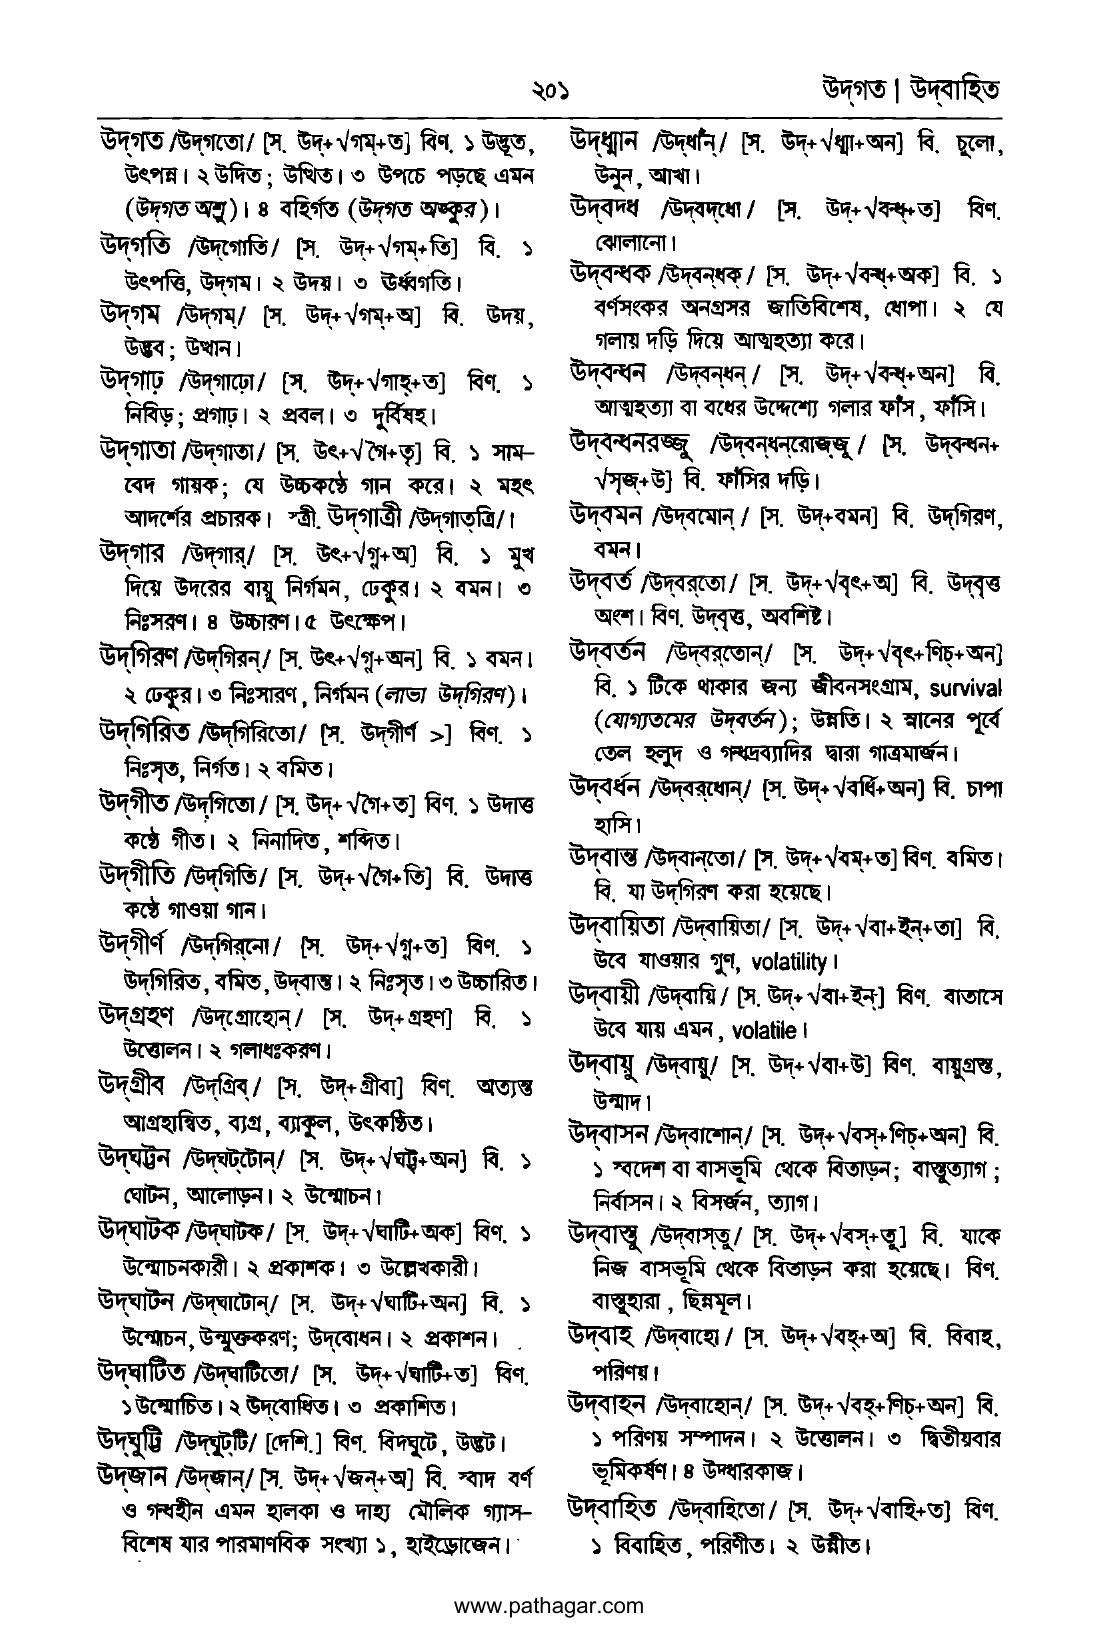 ২০১
উদ্‌গত | উদ্‌বাহিত
উদ্‌গত /উদ্‌গতো/ [স. উদ্+√গম্+ত] বিণ. ১ উদ্ভূত,
উৎপন্ন। ২ উদিত; উত্থিত। ৩ উপচে পড়ছে এমন
(উদ্‌গত অশ্রু)। ৪ বহির্গত (উদ্‌গত অঙ্কুর)।
উদ্‌গতি /উদ্‌গোতি/ [স. উদ্+√গম্+তি] বি. ১
উৎপত্তি, উদ্‌গম। ২ উদয়। ৩ ঊর্ধ্বগতি।
উদ্‌গম /উদ্‌গম্/ [স. উদ্+√গম্+অ] বি. উদয়,
উদ্ভব; উত্থান।
উদ্‌গাঢ় /উদ্‌গাঢ়ো/ [স. উদ্+√গাহ্+ত] বিণ. ১
নিবিড়; প্রগাঢ়। ২ প্রবল। ৩ দুর্বিষহ।
উদ্‌গাতা /উদ্‌গাতা/ [স. উৎ+√গৈ+তৃ] বি. ১ সাম–
বেদ গায়ক; যে উচ্চকণ্ঠে গান করে। ২ মহৎ
আদর্শের প্রচারক। স্ত্রী. উদ্‌গাত্রী /উদ্‌গাত্‌ত্রি/।
উদ্‌গার /উদ্‌গার্/ [স. উৎ+√গৃ+অ] বি. ১ মুখ
দিয়ে উদরের বায়ু নির্গমন, ঢেকুর। ২ বমন। ৩
নিঃসরণ। ৪ উচ্চারণ। ৫ উৎক্ষেপ।
উদ্‌গিরণ /উদ্‌গিরন্/ [স. উৎ+√গৃ+অন] বি. ১ বমন।
২ ঢেকুর। ৩ নিঃসারণ, নির্গমন (লাভা উদ্‌গিরণ)।
উদ্‌গিরিত /উদ্‌গিরিতো/ [স. উদ্‌গীর্ণ >] বিণ. ১
নিঃসৃত, নির্গত। ২ বমিত।
উদ্‌গীত /উদ্‌গিতো/ [স. উদ্+√গৈ+ত] বিণ. ১ উদাত্ত
কণ্ঠে গীত। ২ নিনাদিত, শব্দিত।
উদ্‌গীতি /উদ্‌গিতি/ [স. উদ্+√গৈ+তি] বি. উদাত্ত
কণ্ঠে গাওয়া গান।
উদ্‌গীর্ণ /উদ্‌গির্‌নো/ [স. উদ্+√গৃ+ত] বিণ. ১
উদ্‌গিরিত, বমিত, উদ্‌বান্ত। ২ নিঃসৃত। ৩ উচ্চারিত।
উদ্‌গ্রহণ /উদ্‌গ্রোহোন্/ [স. উদ্+গ্রহণ] বি. ১
উত্তোলন। ২ গলাধঃকরণ।
উদ্‌গ্রীব /উদ্‌গ্রিব্/ [স. উদ্+গ্রীবা] বিণ. অত্যন্ত
আগ্রহান্বিত, ব্যগ্র, ব্যাকুল, উৎকণ্ঠিত।
উদ্‌ঘট্টন /উদ্‌ঘট্‌টোন্/ [স. উদ্+√ঘট্ট্+অন] বি. ১
ঘোটন, আলোড়ন। ২ উন্মোচন।
উদ্‌ঘাটক /উদ্‌ঘাটক/ [স. উদ্+√ঘাটি+অক] বিণ. ১
উন্মোচনকারী। ২ প্রকাশক। ৩ উল্লেখকারী।
উদ্‌ঘাটন /উদ্‌ঘাটোন্/ [স. উদ্+√ঘাটি+অন] বি. ১
উন্মোচন, উন্মুক্তকরণ; উদ্‌বোধন। ২ প্রকাশন।
উদ্‌ঘাটিত /উদ্‌ঘাটিতো/ [স. উদ্+√ঘাটি+ত] বিণ.
১ উন্মোচিত। ২ উদ্‌বোধিত। ৩ প্রকাশিত।
উদ্‌ঘুট্টি /উদ্‌ঘুট্‌টি/ [দেশি.] বিণ. বিদঘুটে, উদ্ভট।
উদ্‌জান /উদ্‌জান্/ [স. উদ্+√জন্+অ] বি. স্বাদ বর্ণ
ও গন্ধহীন এমন হালকা ও দাহ্য মৌলিক গ্যাস–
বিশেষ যার পারমাণবিক সংখ্যা ১, হাইড্রোজেন।
উদ্‌ধ্মান /উদ্‌ধাঁন্/ [স. উদ্+√ধ্মা+অন] বি. চুলো,
উনুন, আখা।
উদ্‌বদ্ধ /উদ্‌বদ্‌ধো/ [স. উদ্+√বন্ধ্+ত] বিণ.
ঝোলানো।
উদ্‌বন্ধক /উদ্‌বন্‌ধক্/ [স. উদ্+√বন্ধ+অক] বি. ১
বর্ণসংকর অনগ্রসর জাতিবিশেষ, ধোপা। ২ যে
গলায় দড়ি দিয়ে আত্মহত্যা করে।
উদ্‌বন্ধন /উদ্‌বন্‌ধন্/ [স. উদ্+√বন্ধ্+অন] বি.
আত্মহত্যা বা বধের উদ্দেশ্যে গলার ফাঁস, ফাঁসি।
উদ্‌বন্ধনরজ্জু /উদ্‌বন্‌ধন্‌রোজ্‌জু/ [স. উদ্‌বন্ধন+
√সৃজ্+উ] বি. ফাঁসির দড়ি।
উদ্‌বমন /উদ্‌বমোন্/ [স. উদ্+বমন] বি. উদ্‌গিরণ,
বমন।
উদ্‌বর্ত /উদ্‌বর্‌তো/ [স. উদ্+√বৃৎ+অ] বি. উদ্‌বৃত্ত
অংশ। বিণ. উদ্‌বৃত্ত, অবশিষ্ট।
উদ্‌বর্তন /উদ্‌বর্‌তোন্/ [স. উদ্+√বৃৎ+ণিচ্+অন]
বি. ১ টিকে থাকার জন্য জীবনসংগ্রাম, survival
(যোগ্যতমের উদ্‌বর্তন); উন্নতি। ২ স্নানের পূর্বে
তেল হলুদ ও গন্ধদ্রব্যাদির দ্বারা গাত্রমার্জন।
উদ্‌বর্ধন /উদ্‌বর্‌ধোন্/ [স. উদ্+√বর্ধি+অন] বি. চাপা
হাসি।
উদ্‌বান্ত /উদ্‌বান্‌তো/ [স. উদ্+√বম্+ত] বিণ. বমিত।
বি. যা উদ্‌গিরণ করা হয়েছে।
উদ্‌বায়িতা /উদ্‌বায়িতা/ [স. উদ্+√বা+ইন্+তা] বি.
উবে যাওয়ার গুণ, volatility।
উদ্‌বায়ী /উদ্‌বায়ি/ [স. উদ্+√বা+ইন্] বিণ. বাতাসে
উবে যায় এমন, volatile।
উদ্‌বায়ু /উদ্‌বায়ু/ [স. উদ্+√বা+উ] বিণ. বায়ুগ্রস্ত,
উন্মাদ।
উদ্‌বাসন /উদ্‌বাশোন্/ [স. উদ্+√বস্+ণিচ্+অন] বি.
১ স্বদেশ বা বাসভূমি থেকে বিতাড়ন; বাস্তুত্যাগ;
নির্বাসন। ২ বিসর্জন, ত্যাগ।
উদ্‌বাস্তু /উদ্‌বাস্‌তু/ [স. উদ্+√বস্+তু] বি. যাকে
নিজ বাসভূমি থেকে বিতাড়ন করা হয়েছে। বিণ.
বাস্তুহারা, ছিন্নমূল।
উদ্‌বাহ /উদ্‌বাহো/ [স. উদ্+√বহ্+অ] বি. বিবাহ,
পরিণয়।
উদ্‌বাহন /উদ্‌বাহোন্/ [স. উদ্+√বহ্+ণিচ্+অন] বি.
১ পরিণয় সম্পাদন। ২ উত্তোলন। ৩ দ্বিতীয়বার
ভূমিকর্ষণ। ৪ উদ্ধারকাজ।
উদ্‌বাহিত /উদ্‌বাহিতো/ [স. উদ্+√বাহি+ত] বিণ.
১ বিবাহিত, পরিণীত। ২ উন্নীত।
www.pathagar.com